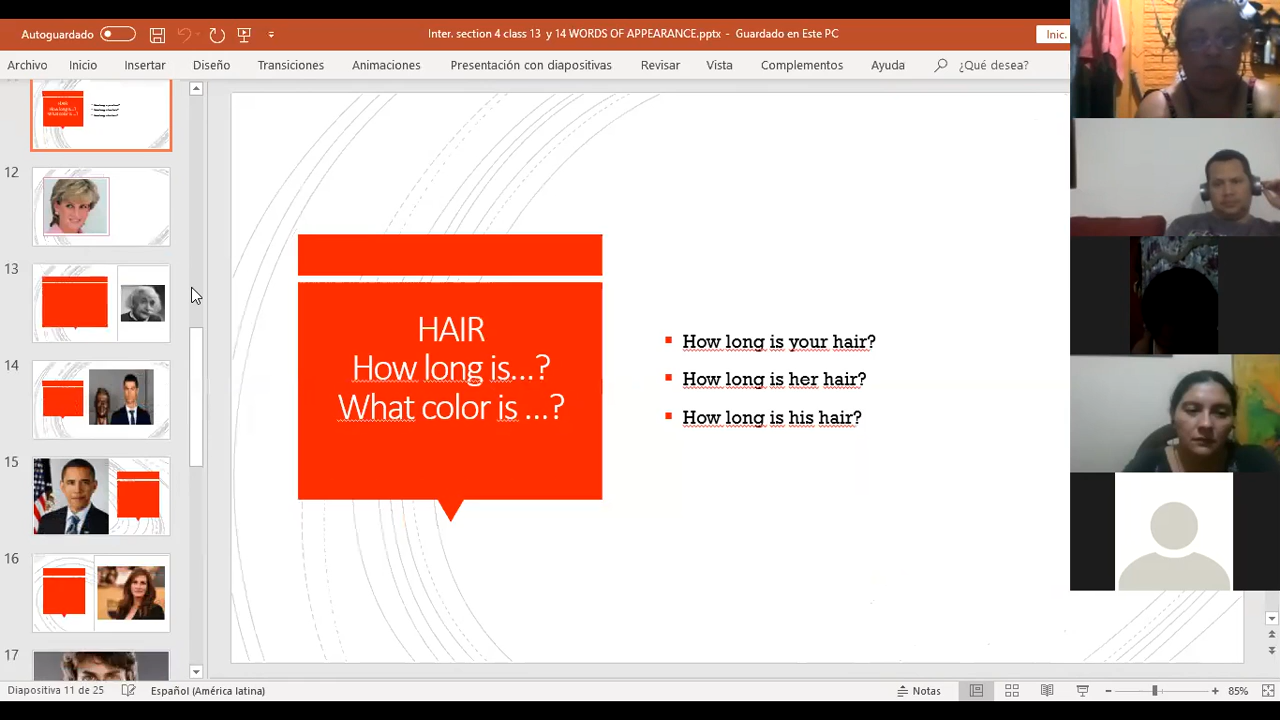 Autoguardado
Inter. section 4 class 13 y 14 WORDS OF APPEARANCE.pptx - Guardado en Este PC
Inic.
Archivo Inicio Insertar Diseño Transiciones Animaciones Presentación con diapositivas Revisar Vista Complementos Ayuda ¿Qué desea?
12
13
14
15
16
17
HAIR
How long is...?
What color is ...?
How long is your hair?
How long is her hair?
How long is his hair?
Diapositiva 11 de 25 Español (América latina) Notas 85%